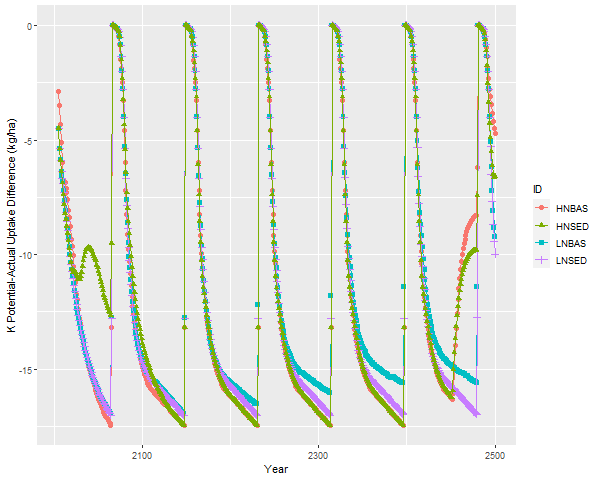 0
-5
-10
-15
K Potential-Actual Uptake Difference (kg/ha)
2100
2300
2500
Year
ID
HNBAS
HNSED
LNBAS
LNSED